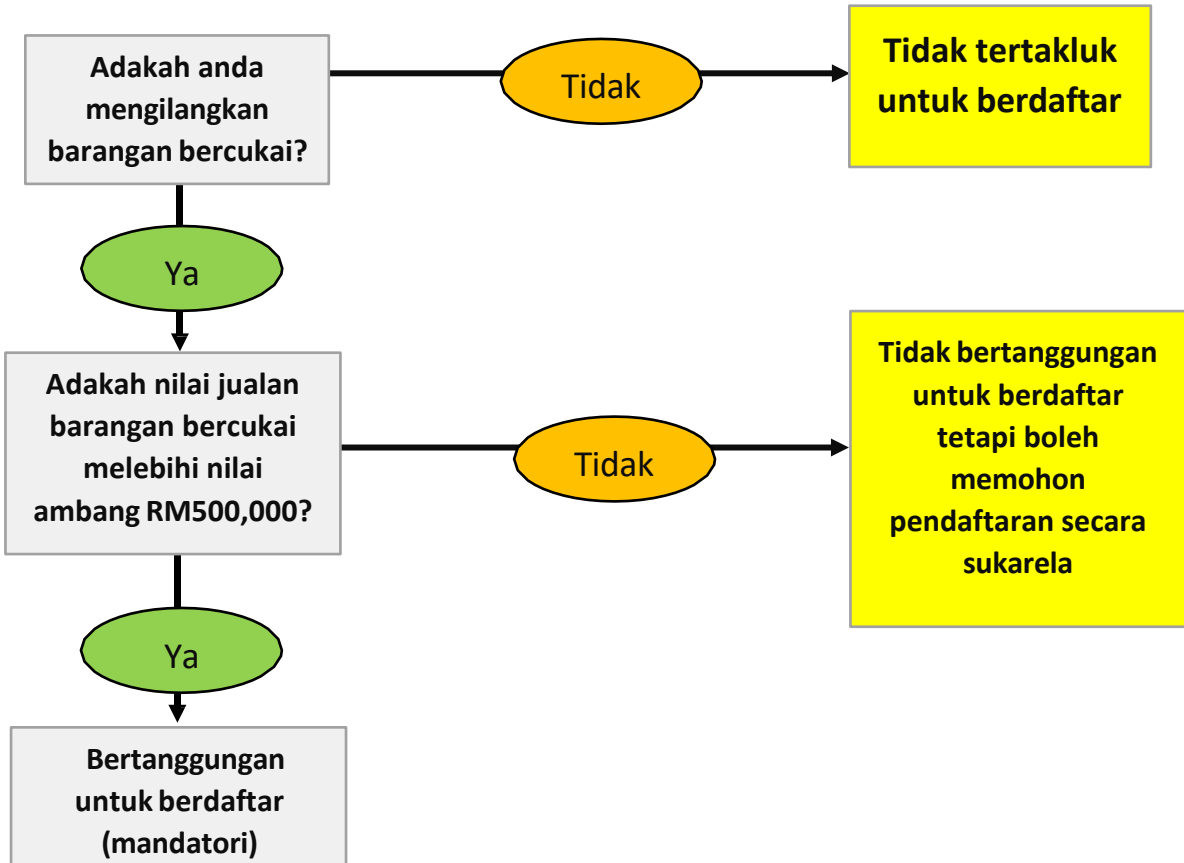 Adakah anda
mengilangkan
barangan bercukai?
Tidak
Tidak tertakluk
untuk berdaftar
Ya
Adakah nilai jualan
barangan bercukai
melebihi nilai
ambang RM500,000?
Tidak
Tidak bertanggungan
untuk berdaftar
tetapi boleh
memohon
pendaftaran secara
sukarela
Ya
Bertanggungan
untuk berdaftar
(mandatori)